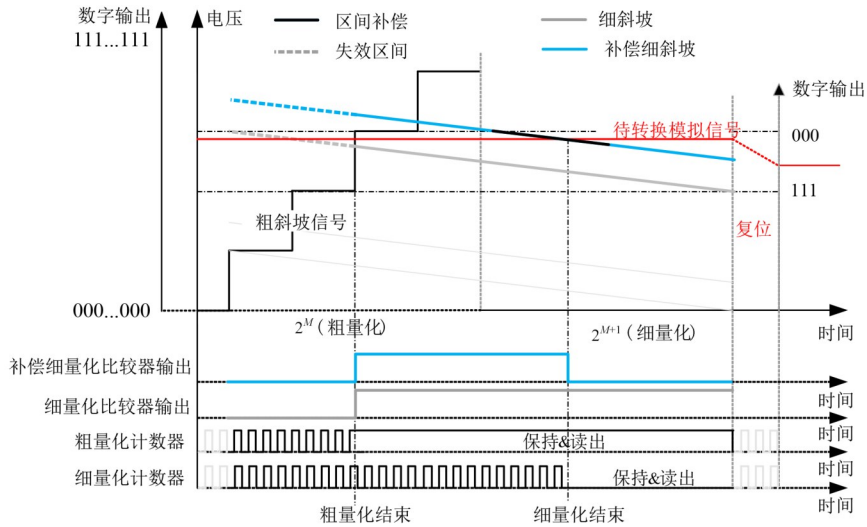 数字输出
电压
区间补偿
细斜坡
111...111
失效区间
补偿细斜坡
数字输出
待转换模拟信号
000
111
粗斜坡信号
复位
000...000
2^M(粗量化)
2^{M+1}(细量化)
时间
补偿细量化比较器输出
时间
细量化比较器输出
时间
粗量化计数器
保持&读出
时间
细量化计数器
保持&读出
时间
粗量化结束
细量化结束